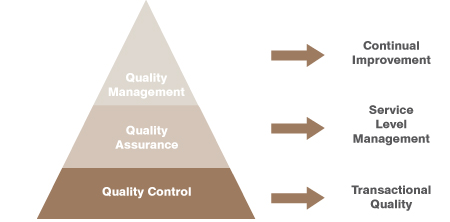 Quality
Management
Continual
Improvement
Quality
Assurance
Service
Level
Management
Quality Control
Transactional
Quality